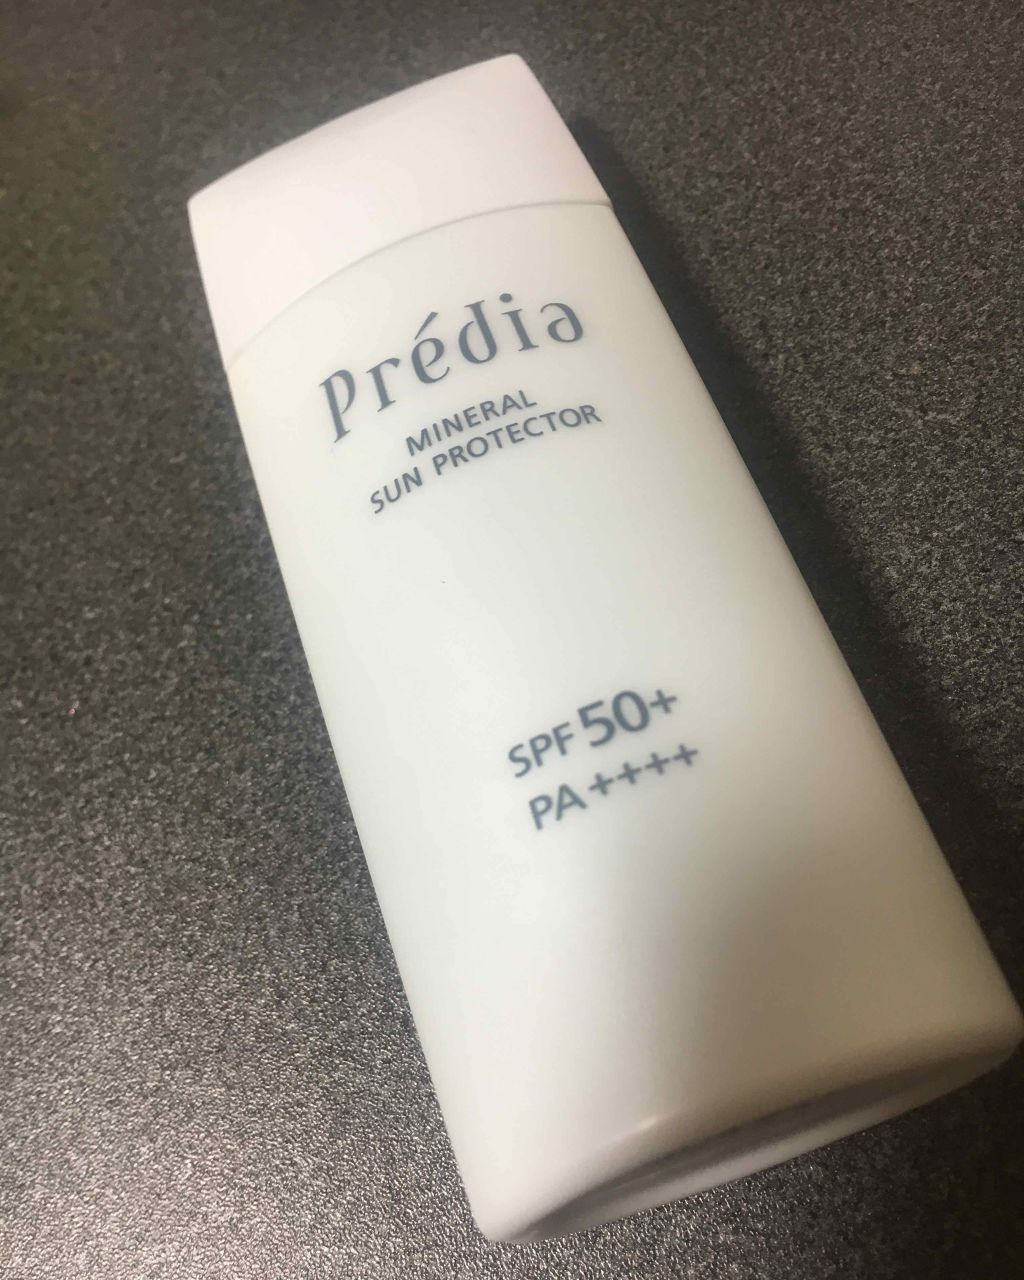 Prédia
MINERAL
SUN PROTECTOR
SPF50+
PA++++